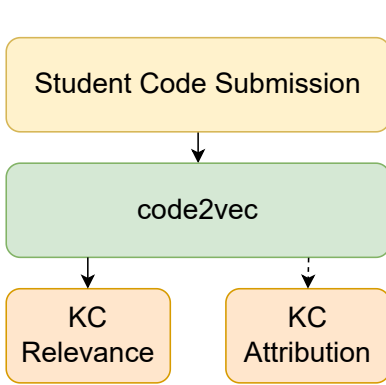 Student Code Submission
code2vec
KC
Relevance
KC
Attribution